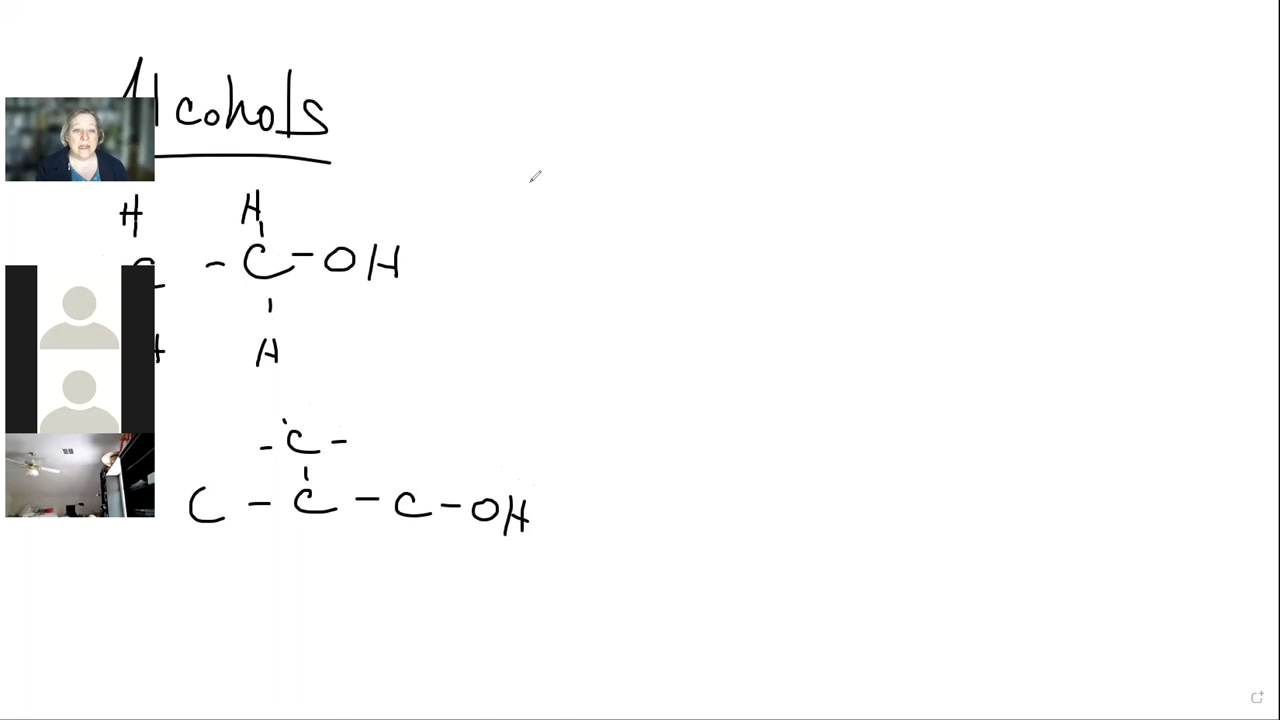 Alcohols
H H
C - C - OH
H H
- C -
C - C - C - OH